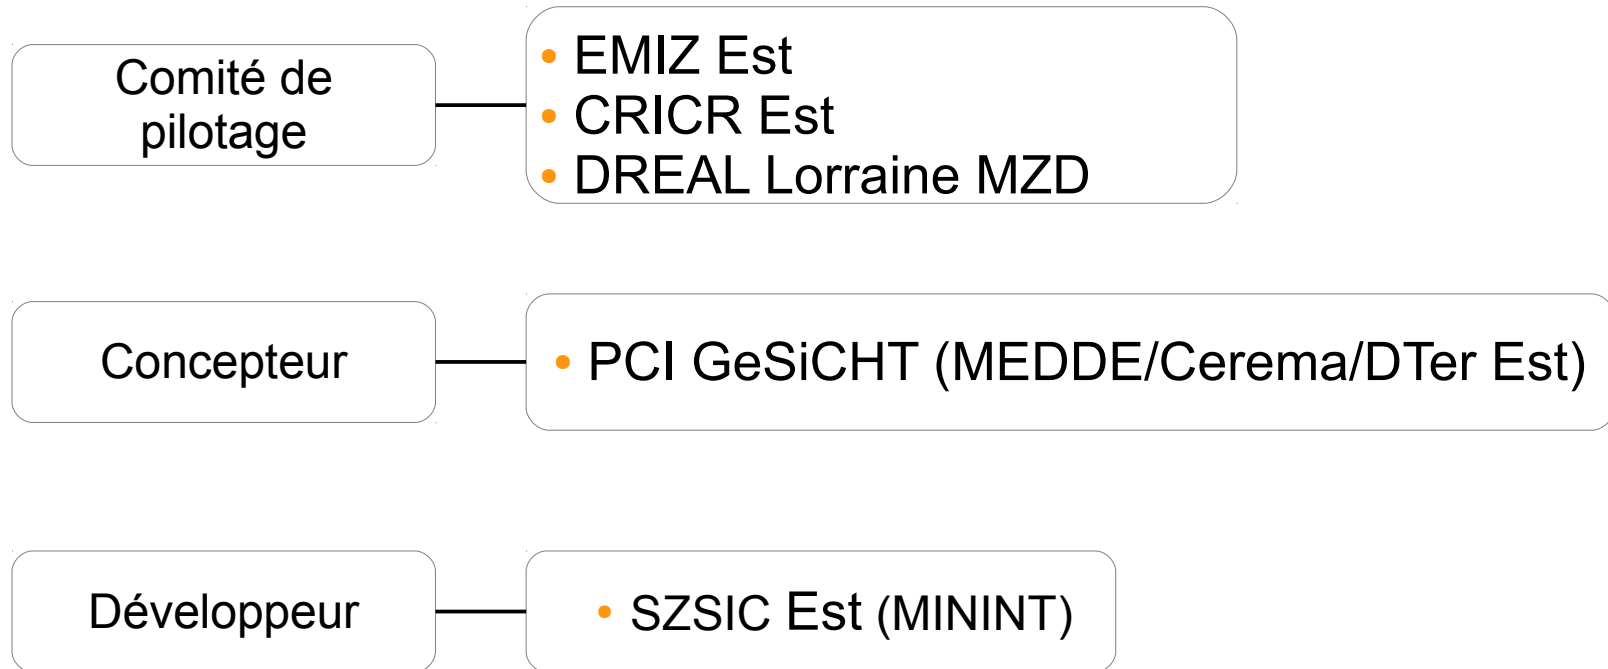 Comité de
pilotage
• EMIZ Est
• CRICR Est
• DREAL Lorraine MZD
Concepteur
• PCI GeSiCHT (MEDDE/Cerema/DTer Est)
Développeur
• SZSIC Est (MININT)